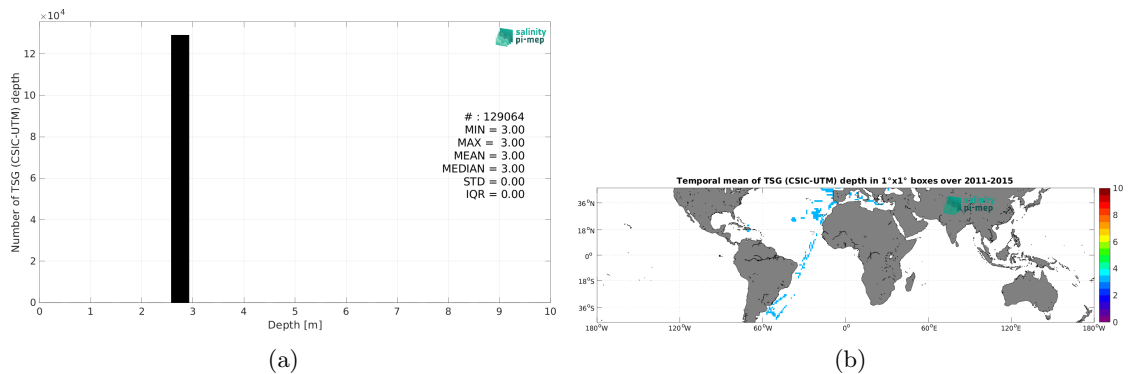 ×10⁴
12
10
8
6
4
2
0
Number of TSG (CSIC-UTM) depth
salinity
pi-mep
# : 129064
MIN = 3.00
MAX = 3.00
MEAN = 3.00
MEDIAN = 3.00
STD = 0.00
IQR = 0.00
0 1 2 3 4 5 6 7 8 9 10
Depth [m]
(a)
Temporal mean of TSG (CSIC-UTM) depth in 1°x1° boxes over 2011-2015
salinity
pi-mep
36°N
18°N
0°
18°S
36°S
180°W 120°W 60°W 0° 60°E 120°E 180°E
10
8
6
4
2
0
(b)